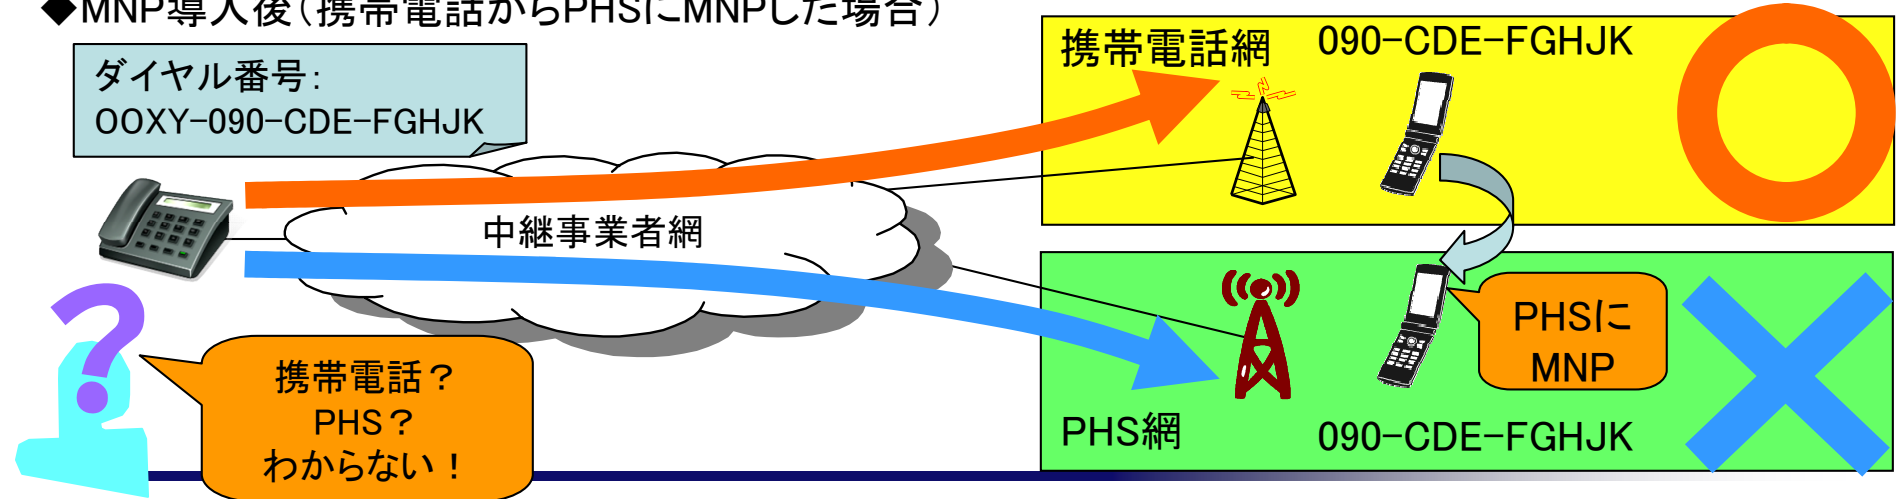 ◆MNP導入後（携帯電話からPHSにMNPした場合）
ダイヤル番号：
00XY-090-CDE-FGHJK
携帯電話網
090-CDE-FGHJK
中継事業者網
携帯電話？
PHS？
わからない！
PHSに
MNP
PHS網
090-CDE-FGHJK